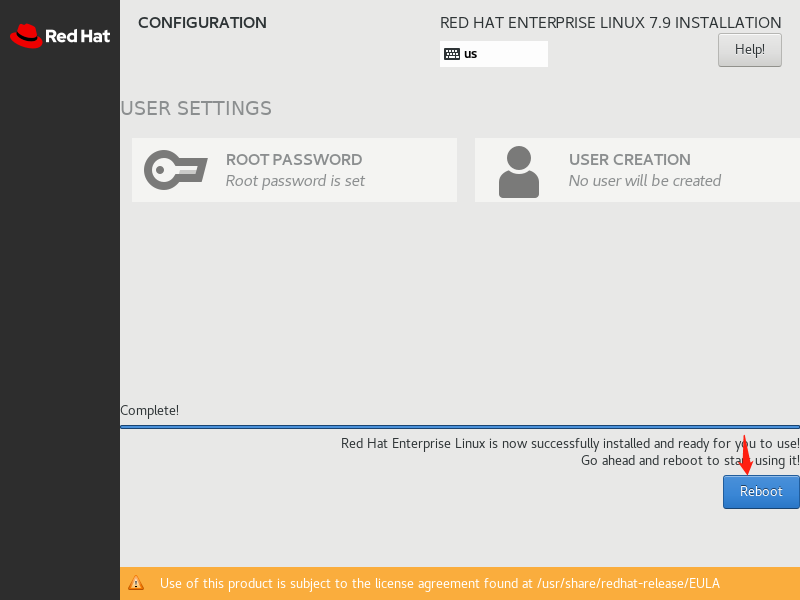 Red Hat
CONFIGURATION
RED HAT ENTERPRISE LINUX 7.9 INSTALLATION
us
Help!
USER SETTINGS
ROOT PASSWORD
Root password is set
USER CREATION
No user will be created
Complete!
Red Hat Enterprise Linux is now successfully installed and ready for you to use!
Go ahead and reboot to start using it!
Reboot
Use of this product is subject to the license agreement found at /usr/share/redhat-release/EULA